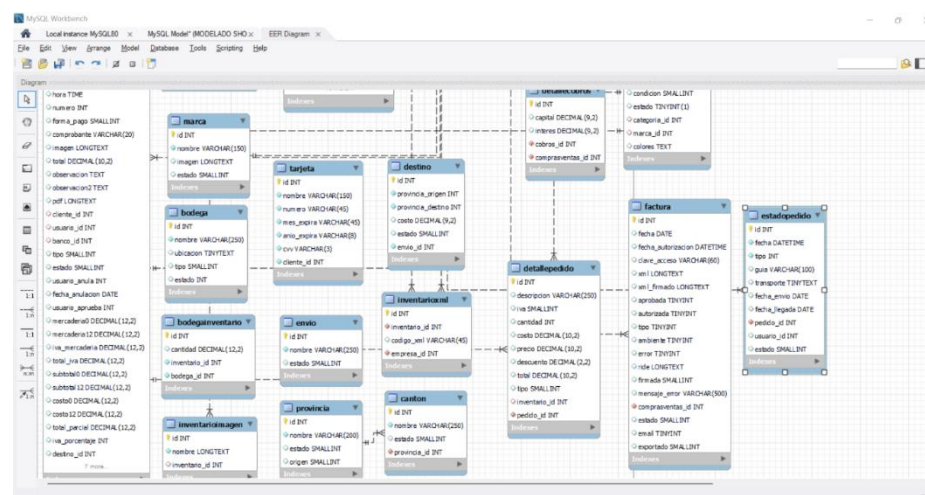 MySQL Workbench
Local instance MySQL80
MySQL Model* (MODELADO SHO
EER Diagram
File Edit View Arrange Model Database Tools Scripting Help
Diagram
hora TIME
numero INT
forma_pago SMALLINT
comprobante VARCHAR(20)
imagen LONGTEXT
total DECIMAL(10,2)
observacion TEXT
observacion2 TEXT
pdf LONGTEXT
cliente_id INT
usuario_id INT
banco_id INT
tipo SMALLINT
estado SMALLINT
usuario_anula INT
fecha_anulacion DATE
usuario_aprueba INT
mercaderia0 DECIMAL(12,2)
mercaderia12 DECIMAL(12,2)
iva_mercaderia DECIMAL(12,2)
total_iva DECIMAL(12,2)
subtotal0 DECIMAL(12,2)
subtotal12 DECIMAL(12,2)
costo0 DECIMAL(12,2)
costo12 DECIMAL(12,2)
total_parcial DECIMAL(12,2)
iva_porcentaje INT
destino_id INT
7 more...
marca
id INT
nombre VARCHAR(150)
imagen LONGTEXT
estado SMALLINT
Indexes
bodega
id INT
nombre VARCHAR(250)
ubicacion TINYTEXT
tipo SMALLINT
estado INT
Indexes
bodegainventario
id INT
cantidad DECIMAL(12,2)
inventario_id INT
bodega_id INT
Indexes
inventarioimagen
id INT
nombre LONGTEXT
inventario_id INT
Indexes
Indexes
tarjeta
id INT
nombre VARCHAR(150)
numero VARCHAR(45)
mes_expira VARCHAR(45)
anio_expira VARCHAR(8)
cvv VARCHAR(3)
cliente_id INT
Indexes
envio
id INT
nombre VARCHAR(250)
estado SMALLINT
Indexes
provincia
id INT
nombre VARCHAR(200)
estado SMALLINT
origen SMALLINT
Indexes
destino
id INT
provincia_origen INT
provincia_destino INT
costo DECIMAL(9,2)
estado SMALLINT
envio_id INT
Indexes
inventarioxml
id INT
inventario_id INT
codigo_xml VARCHAR(45)
empresa_id INT
Indexes
canton
id INT
nombre VARCHAR(250)
estado SMALLINT
provincia_id INT
Indexes
detallecobros
id INT
capital DECIMAL(9,2)
interes DECIMAL(9,2)
cobros_id INT
comprasventas_id INT
Indexes
detallepedido
id INT
descripcion VARCHAR(250)
iva SMALLINT
cantidad INT
costo DECIMAL(10,2)
precio DECIMAL(10,2)
descuento DECIMAL(2,2)
total DECIMAL(10,2)
tipo SMALLINT
inventario_id INT
pedido_id INT
Indexes
condicion SMALLINT
estado TINYINT(1)
categoria_id INT
marca_id INT
colores TEXT
Indexes
factura
id INT
fecha DATE
fecha_autorizacion DATETIME
clave_acceso VARCHAR(60)
xml LONGTEXT
xml_firmado LONGTEXT
aprobada TINYINT
autorizada TINYINT
tipo TINYINT
ambiente TINYINT
error TINYINT
ride LONGTEXT
firmada SMALLINT
mensaje_error VARCHAR(500)
comprasventas_id INT
estado SMALLINT
email TINYINT
exportado SMALLINT
Indexes
estadopedido
id INT
fecha DATETIME
tipo INT
guia VARCHAR(100)
transporte TINYTEXT
fecha_envio DATE
fecha_llegada DATE
pedido_id INT
usuario_id INT
estado SMALLINT
Indexes